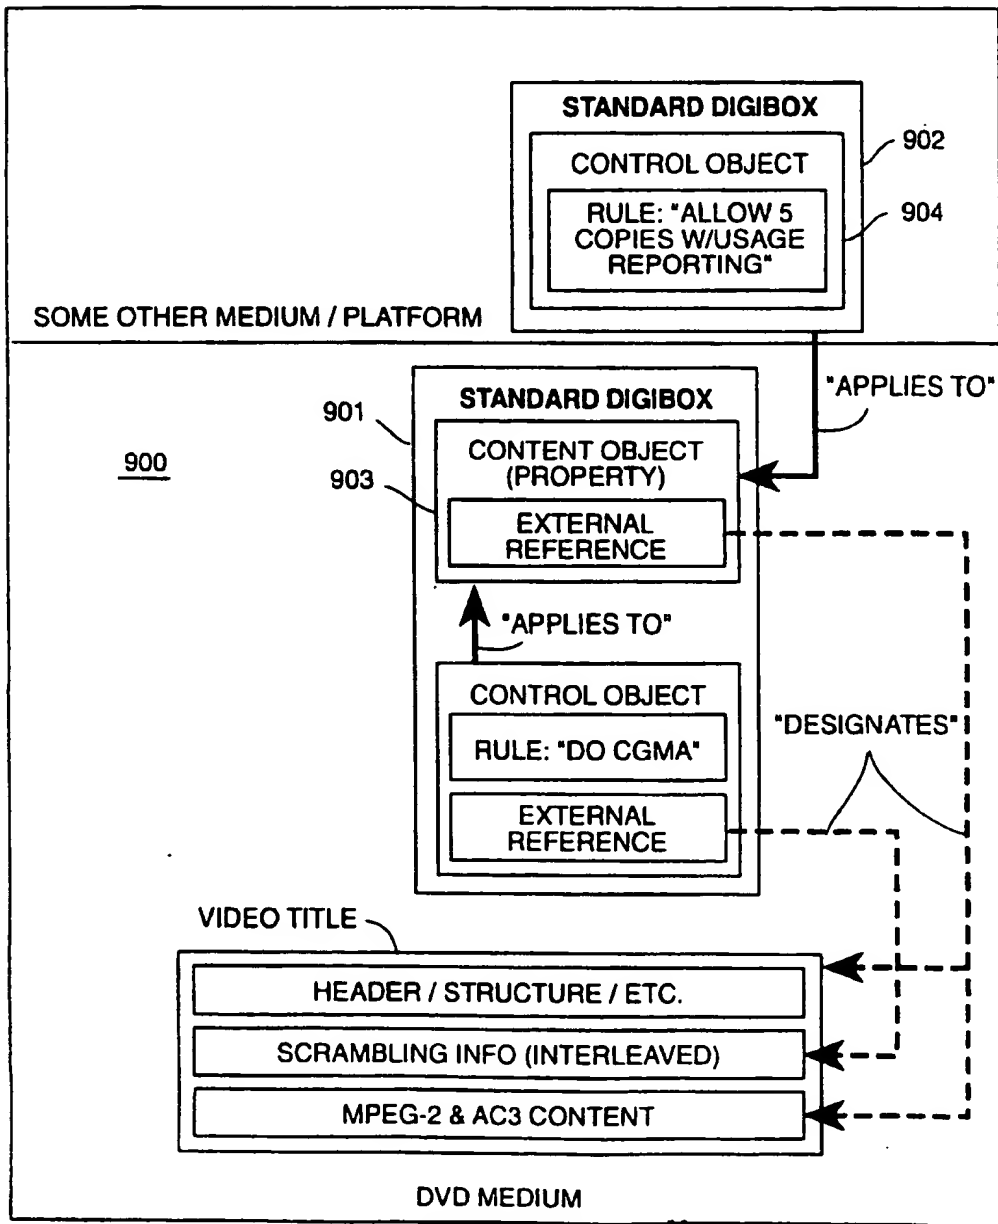 STANDARD DIGIBOX
902
CONTROL OBJECT
904
RULE: "ALLOW 5
COPIES W/USAGE
REPORTING"
SOME OTHER MEDIUM / PLATFORM
"APPLIES TO"
STANDARD DIGIBOX
901
CONTENT OBJECT
(PROPERTY)
900
903
EXTERNAL
REFERENCE
"APPLIES TO"
CONTROL OBJECT
"DESIGNATES"
RULE: "DO CGMA"
EXTERNAL
REFERENCE
VIDEO TITLE
HEADER / STRUCTURE / ETC.
SCRAMBLING INFO (INTERLEAVED)
MPEG-2 & AC3 CONTENT
DVD MEDIUM